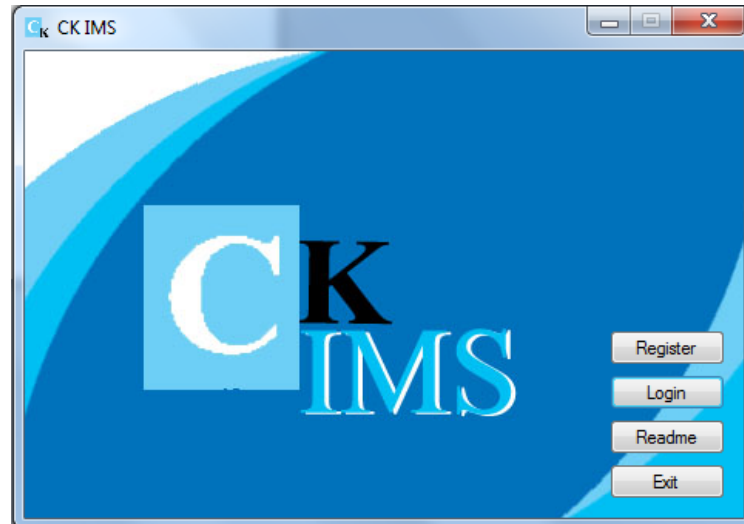 CK IMS
CK
IMS
Register
Login
Readme
Exit